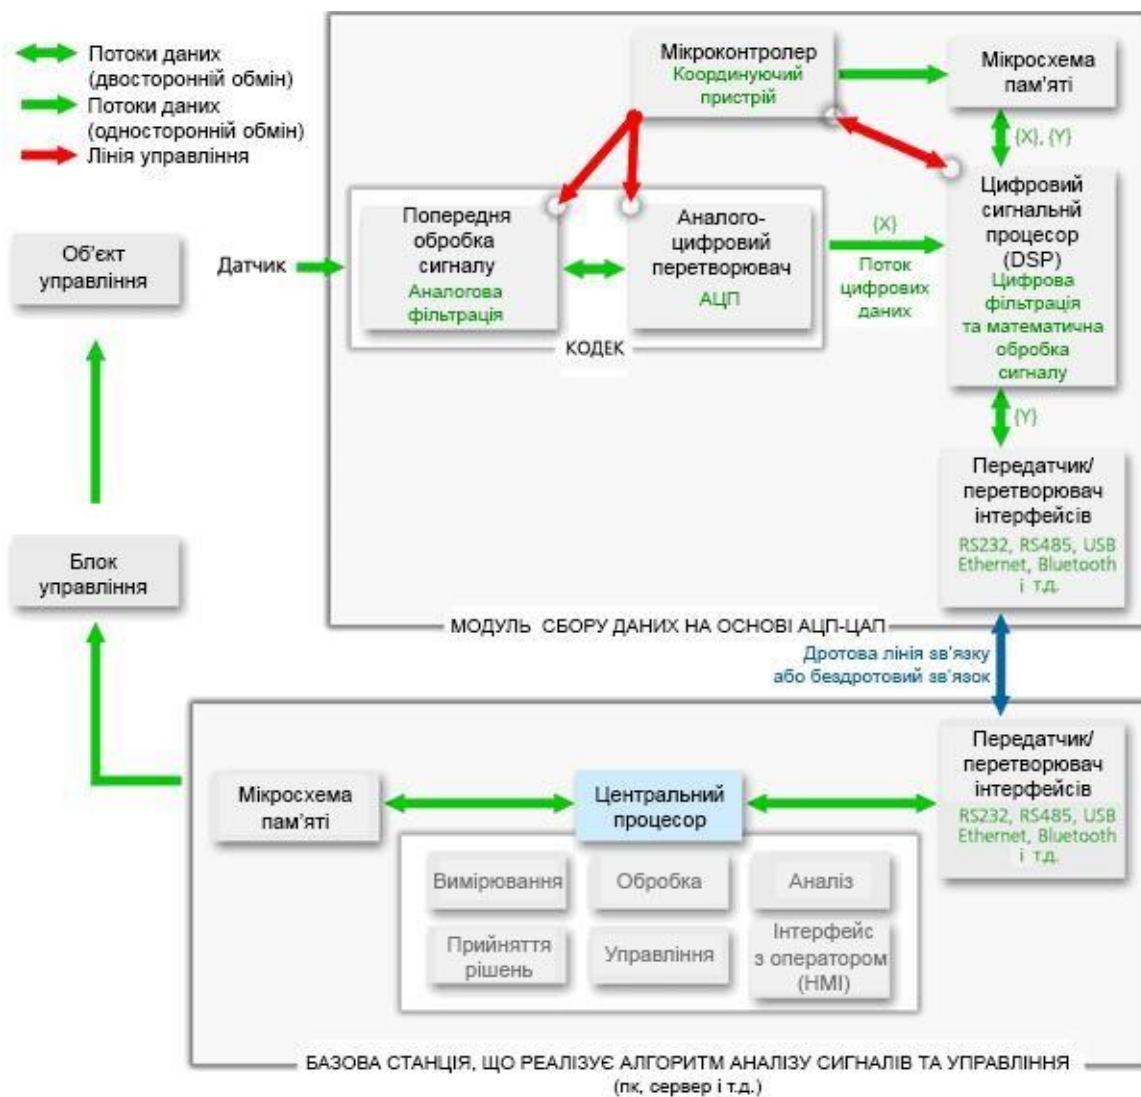 Потоки даних
(двосторонній обмін)
Потоки даних
(односторонній обмін)
Лінія управління
Мікроконтролер
Координуючий
пристрій
Мікросхема
пам'яті
{X}, {Y}
Об'єкт
управління
Датчик
Попередня
обробка
сигналу
Аналогова
фільтрація
Аналого-
цифровий
перетворювач
АЦП
КОДЕК
{X}
Поток
цифрових
даних
Цифровий
сигнальнй
процесор
(DSP)
Цифрова
фільтрація
та математична
обробка
сигналу
{Y}
Передатчик/
перетворювач
інтерфейсів
RS232, RS485, USB
Ethernet, Bluetooth
і т.д.
Блок
управління
МОДУЛЬ СБОРУ ДАНИХ НА ОСНОВІ АЦП-ЦАП
Дротова лінія зв'язку
або бездротовий зв'язок
Мікросхема
пам'яті
Центральний
процесор
Передатчик/
перетворювач
інтерфейсів
RS232, RS485, USB
Ethernet, Bluetooth
і т.д.
Вимірювання
Обробка
Аналіз
Прийняття
рішень
Управління
Інтерфейс
з оператором
(HMI)
БАЗОВА СТАНЦІЯ, ЩО РЕАЛІЗУЄ АЛГОРИТМ АНАЛІЗУ СИГНАЛІВ ТА УПРАВЛІННЯ
(пк, сервер і т.д.)